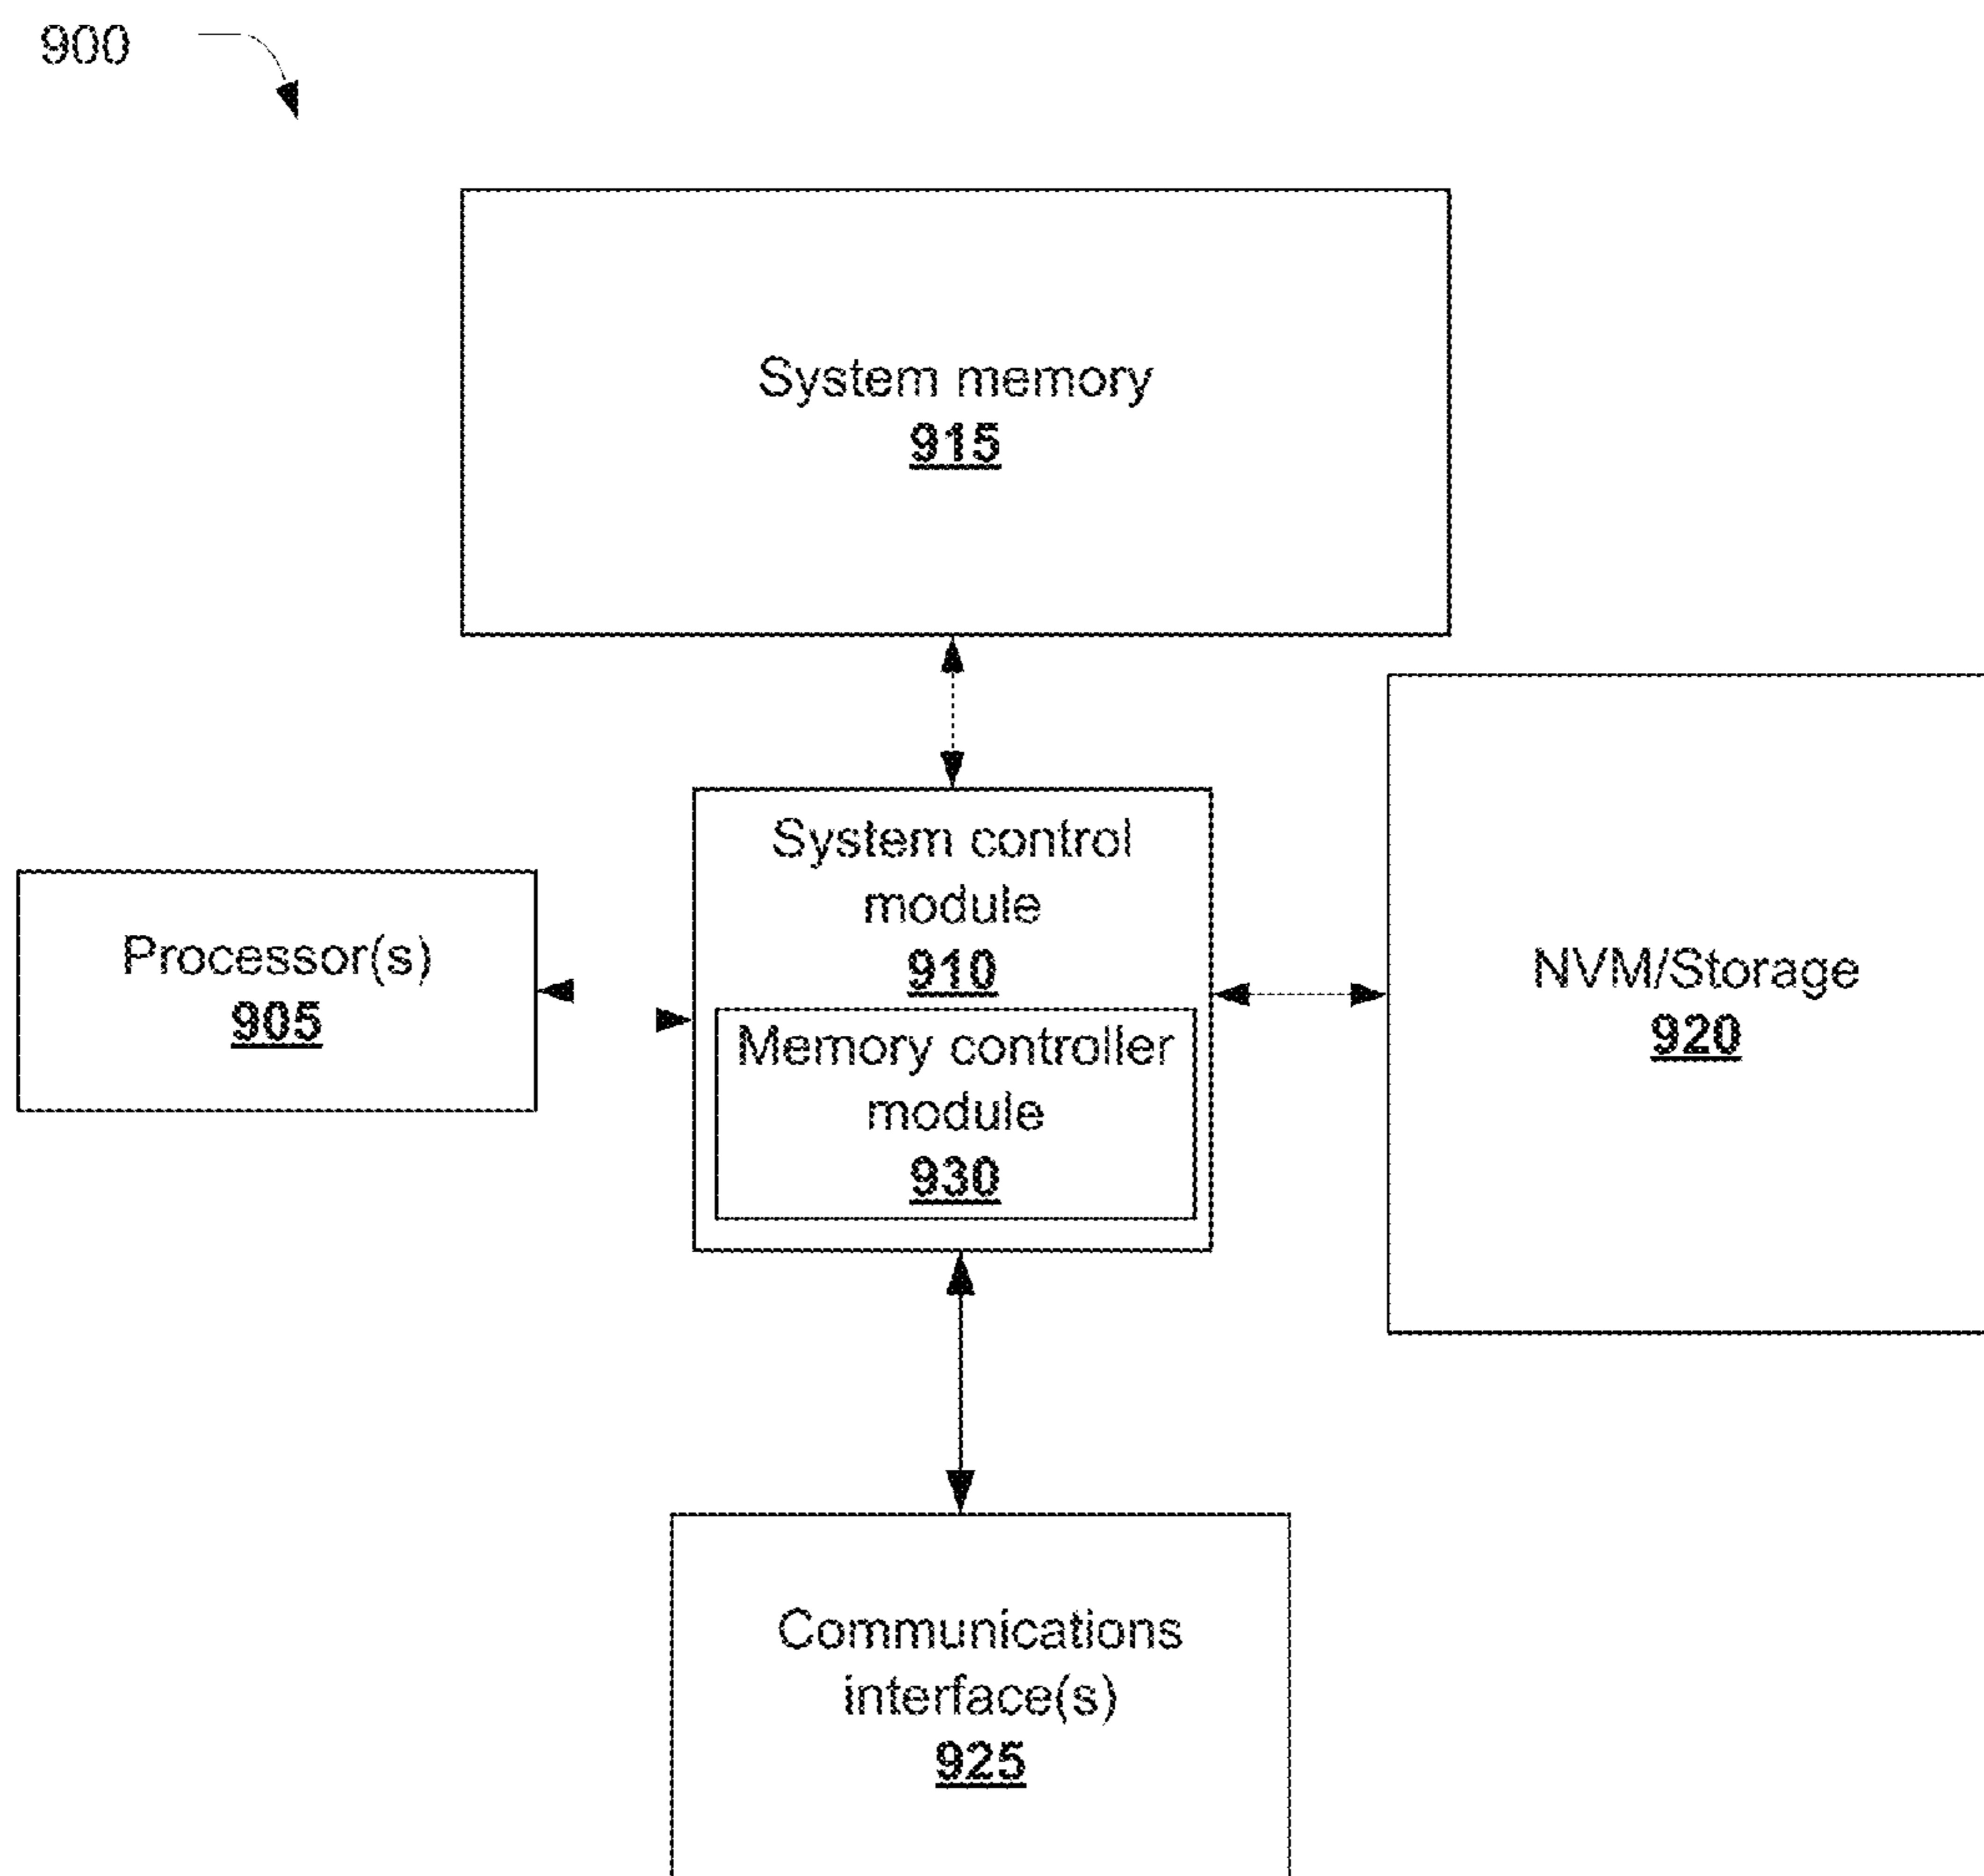 900
System memory
915
System control
module
910
Processor(s)
905
Memory controller
module
930
NVM/Storage
920
Communications
interface(s)
925